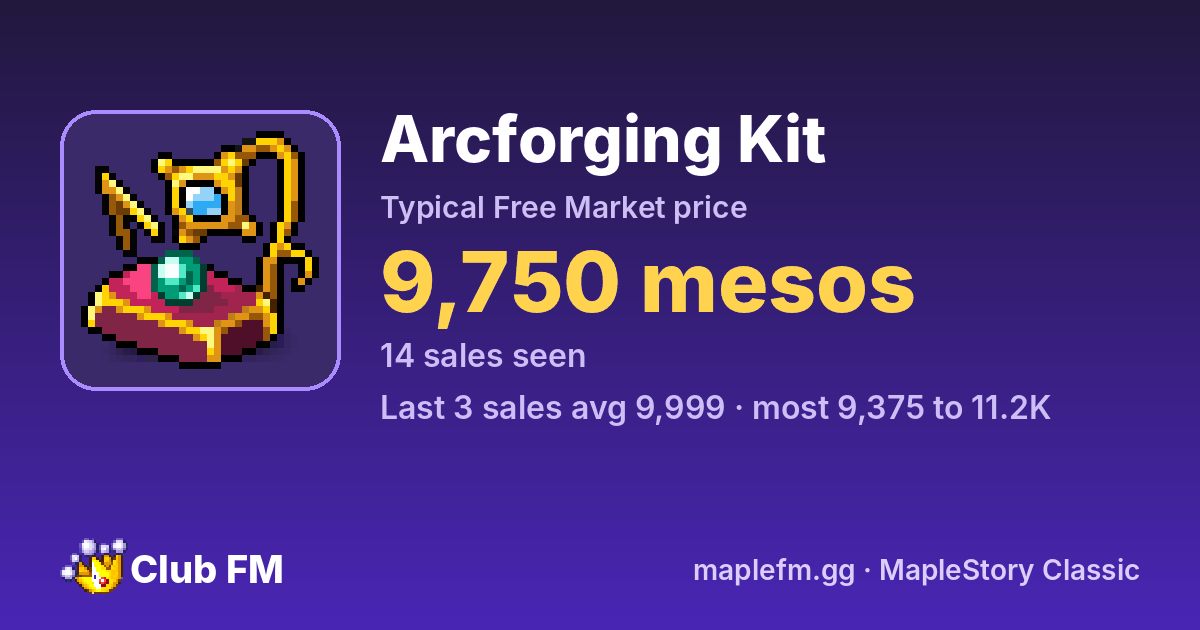 Arcforging Kit
Typical Free Market price
9,750 mesos
14 sales seen
Last 3 sales avg 9,999 · most 9,375 to 11.2K
Club FM
maplefm.gg · MapleStory Classic